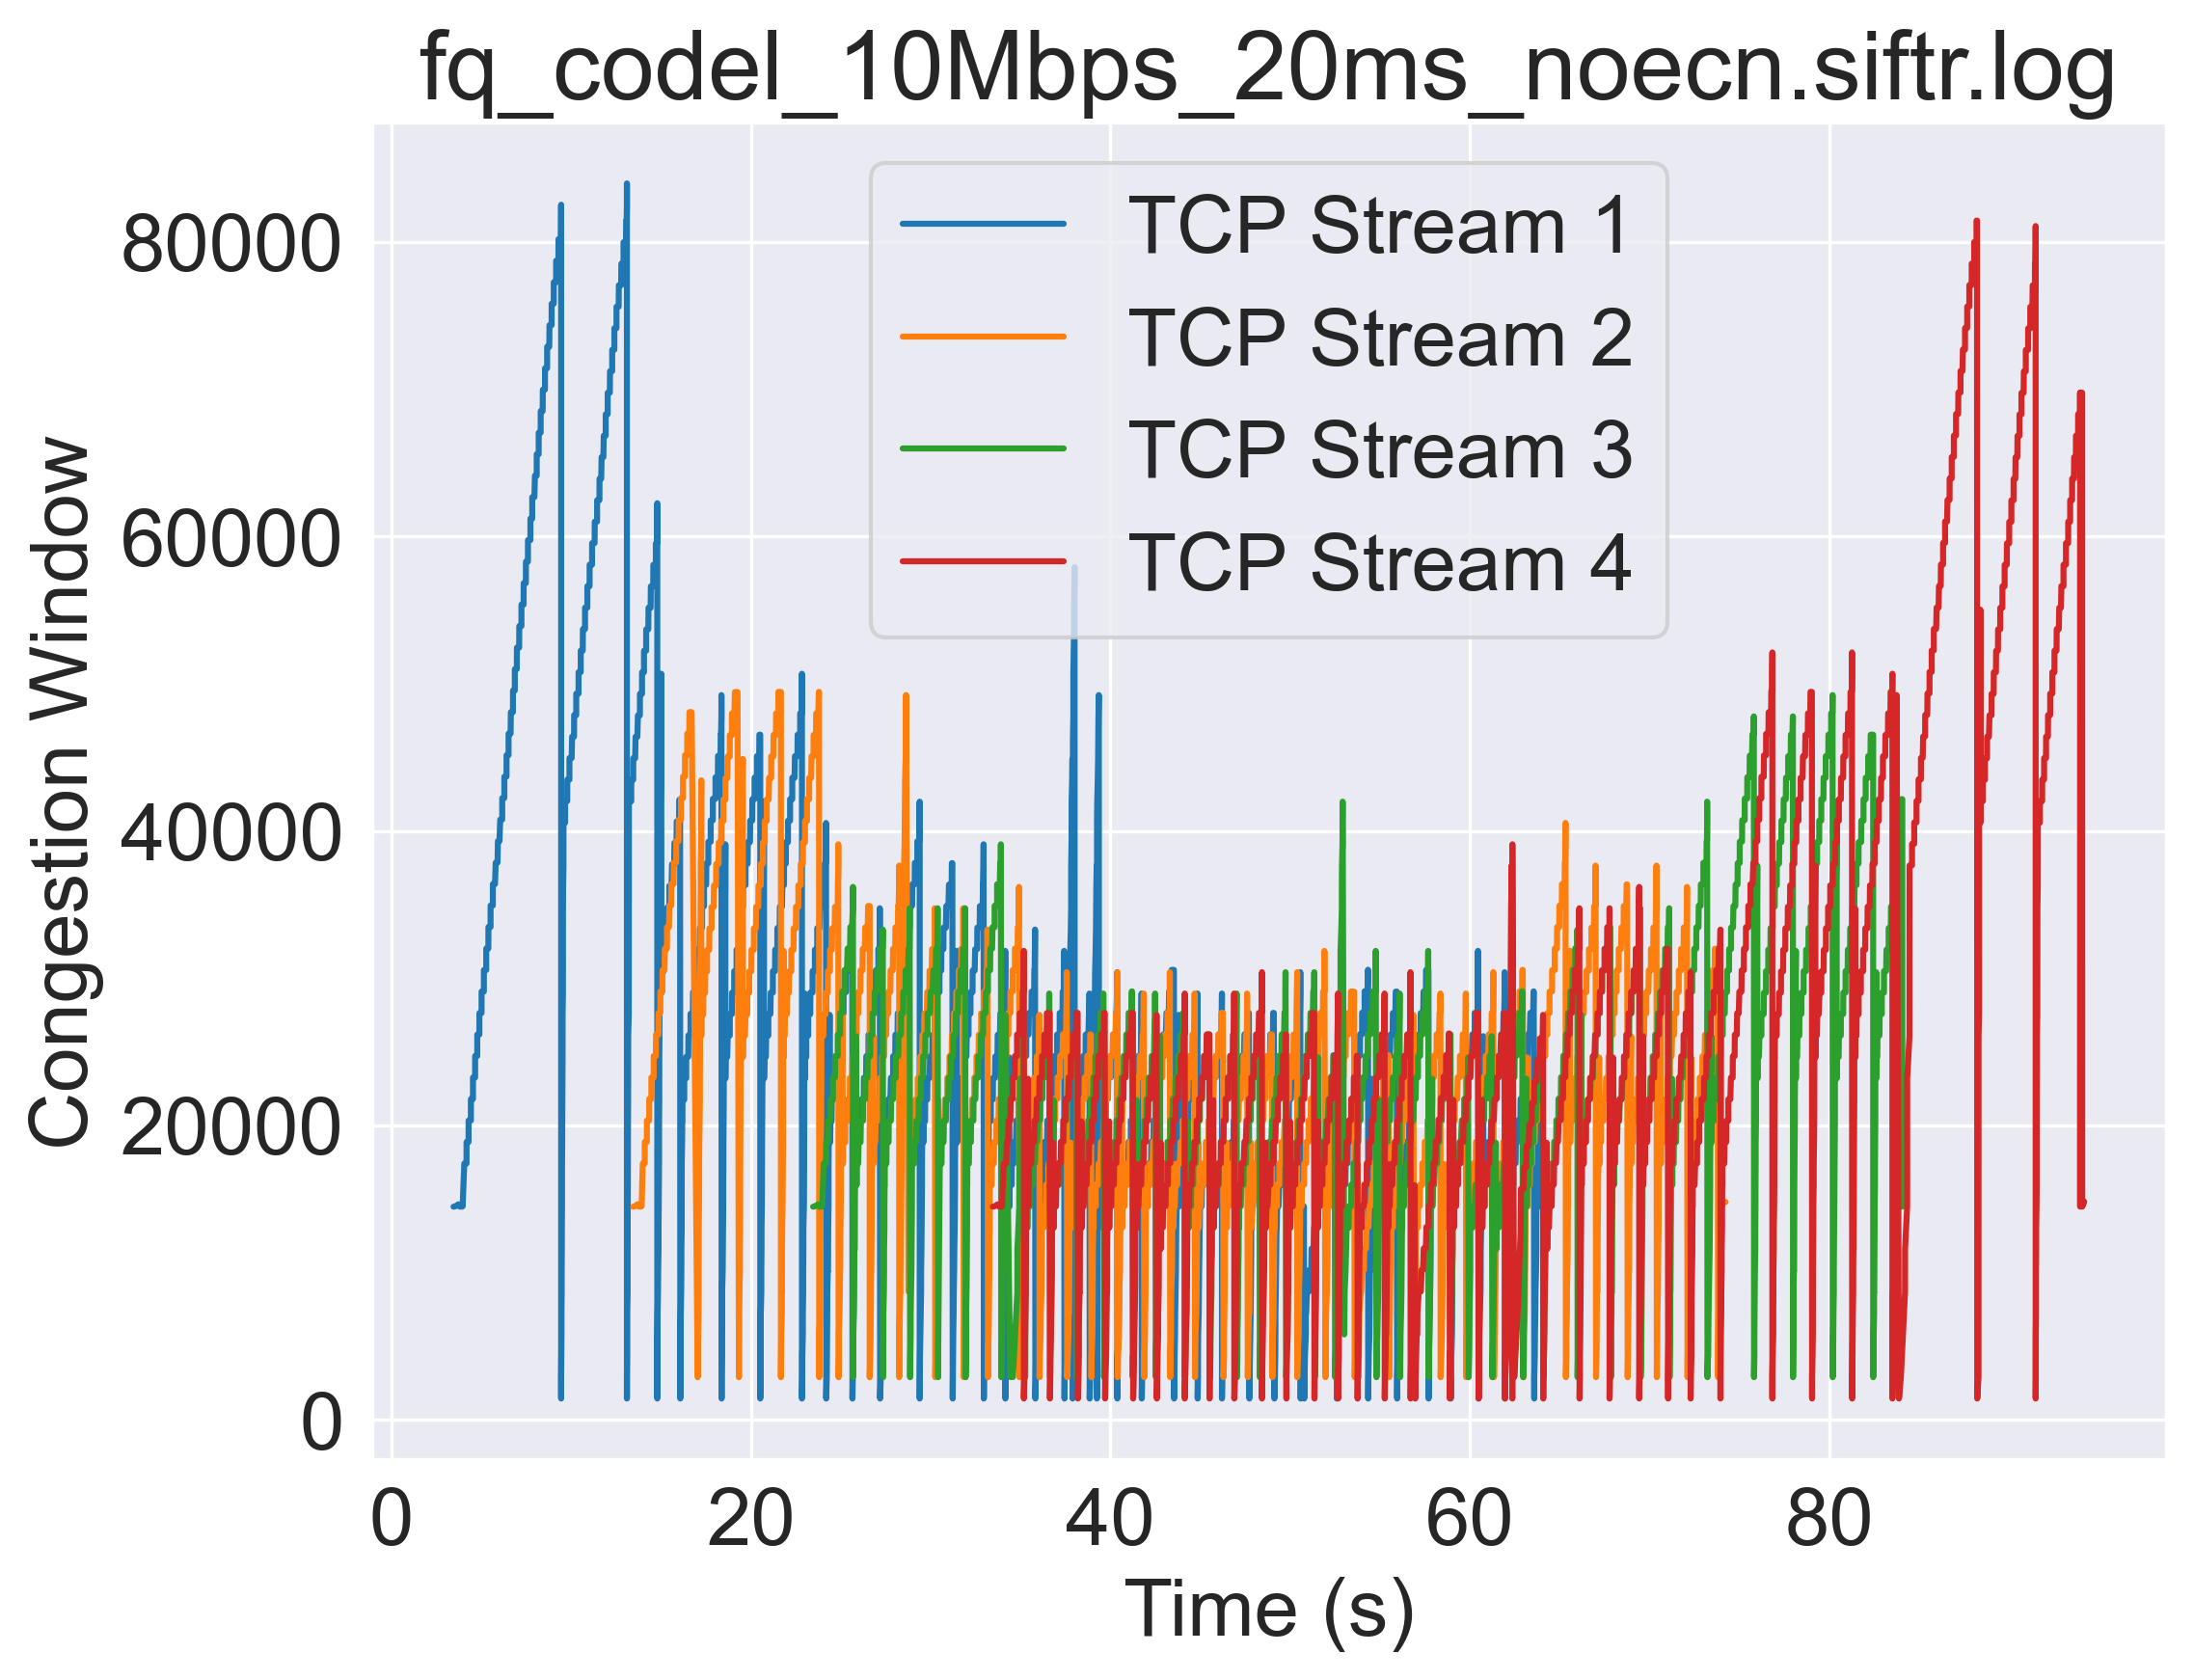 fq_codel_10Mbps_20ms_noecn.siftr.log
TCP Stream 1
TCP Stream 2
TCP Stream 3
TCP Stream 4
Congestion Window
80000
60000
40000
20000
0
0 20 40 60 80
Time (s)